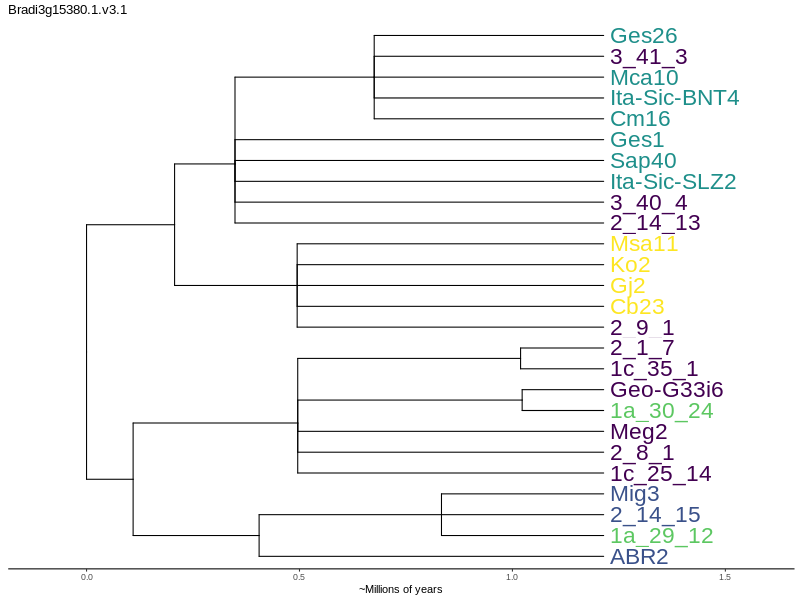 Bradi3g15380.1.v3.1
Ges26
3_41_3
Mca10
Ita-Sic-BNT4
Cm16
Ges1
Sap40
Ita-Sic-SLZ2
3_40_4
2_14_13
Msa11
Ko2
Gj2
Cb23
2_9_1
2_1_7
1c_35_1
Geo-G33i6
1a_30_24
Meg2
2_8_1
1c_25_14
Mig3
2_14_15
1a_29_12
ABR2
0.0 0.5 1.0 1.5
~Millions of years